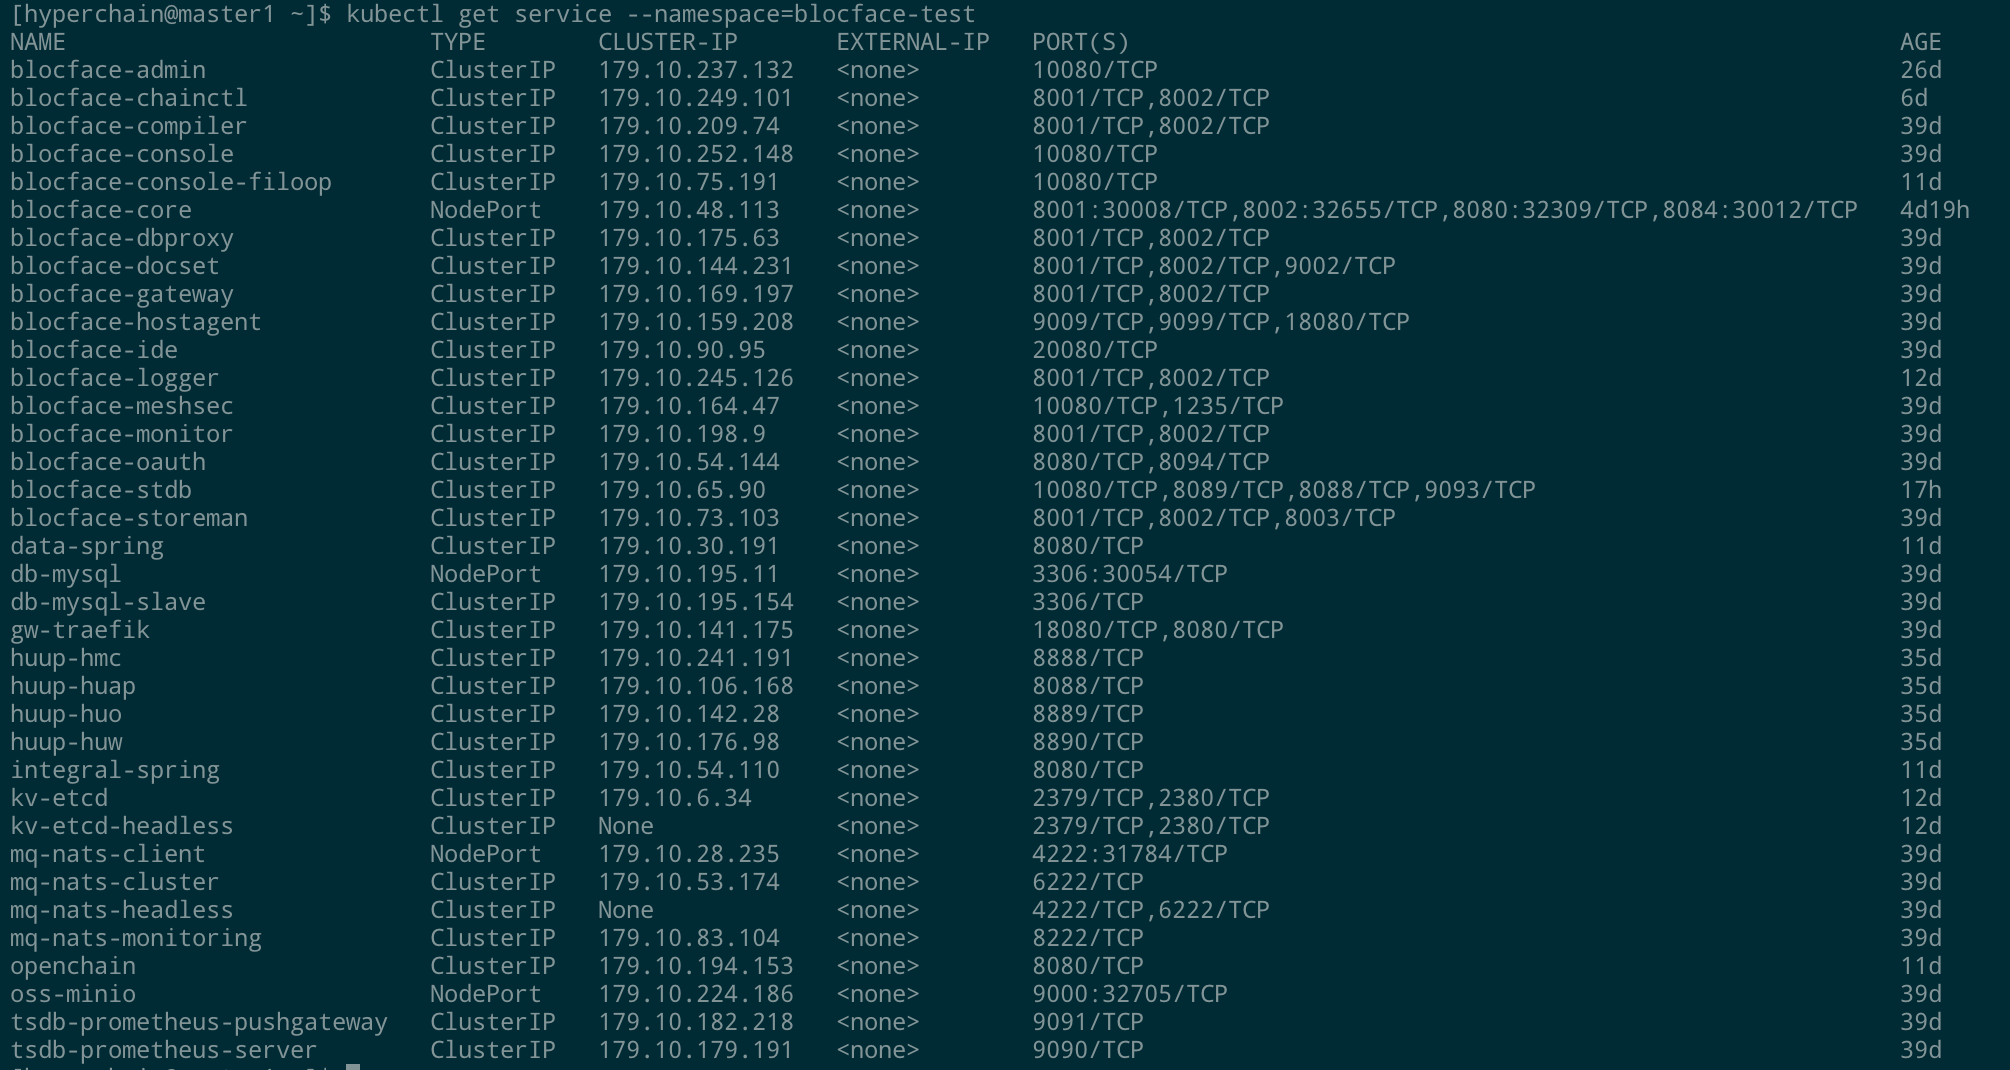 [hyperchain@master1 ~]$ kubectl get service --namespace=blocface-test
NAME TYPE CLUSTER-IP EXTERNAL-IP PORT(S) AGE
blocface-admin ClusterIP 179.10.237.132 <none> 10080/TCP 26d
blocface-chainctl ClusterIP 179.10.249.101 <none> 8001/TCP,8002/TCP 6d
blocface-compiler ClusterIP 179.10.209.74 <none> 8001/TCP,8002/TCP 39d
blocface-console ClusterIP 179.10.252.148 <none> 10080/TCP 39d
blocface-console-filoop ClusterIP 179.10.75.191 <none> 10080/TCP 11d
blocface-core NodePort 179.10.48.113 <none> 8001:30008/TCP,8002:32655/TCP,8080:32309/TCP,8084:30012/TCP 4d19h
blocface-dbproxy ClusterIP 179.10.175.63 <none> 8001/TCP,8002/TCP 39d
blocface-docset ClusterIP 179.10.144.231 <none> 8001/TCP,8002/TCP,9002/TCP 39d
blocface-gateway ClusterIP 179.10.169.197 <none> 8001/TCP,8002/TCP 39d
blocface-hostagent ClusterIP 179.10.159.208 <none> 9009/TCP,9099/TCP,18080/TCP 39d
blocface-ide ClusterIP 179.10.90.95 <none> 20080/TCP 39d
blocface-logger ClusterIP 179.10.245.126 <none> 8001/TCP,8002/TCP 12d
blocface-meshsec ClusterIP 179.10.164.47 <none> 10080/TCP,1235/TCP 39d
blocface-monitor ClusterIP 179.10.198.9 <none> 8001/TCP,8002/TCP 39d
blocface-oauth ClusterIP 179.10.54.144 <none> 8080/TCP,8094/TCP 39d
blocface-stdb ClusterIP 179.10.65.90 <none> 10080/TCP,8089/TCP,8088/TCP,9093/TCP 17h
blocface-storeman ClusterIP 179.10.73.103 <none> 8001/TCP,8002/TCP,8003/TCP 39d
data-spring ClusterIP 179.10.30.191 <none> 8080/TCP 11d
db-mysql NodePort 179.10.195.11 <none> 3306:30054/TCP 39d
db-mysql-slave ClusterIP 179.10.195.154 <none> 3306/TCP 39d
gw-traefik ClusterIP 179.10.141.175 <none> 18080/TCP,8080/TCP 39d
huup-hmc ClusterIP 179.10.241.191 <none> 8888/TCP 35d
huup-huap ClusterIP 179.10.106.168 <none> 8088/TCP 35d
huup-huo ClusterIP 179.10.142.28 <none> 8889/TCP 35d
huup-huw ClusterIP 179.10.176.98 <none> 8890/TCP 35d
integral-spring ClusterIP 179.10.54.110 <none> 8080/TCP 11d
kv-etcd ClusterIP 179.10.6.34 <none> 2379/TCP,2380/TCP 12d
kv-etcd-headless ClusterIP None <none> 2379/TCP,2380/TCP 12d
mq-nats-client NodePort 179.10.28.235 <none> 4222:31784/TCP 39d
mq-nats-cluster ClusterIP 179.10.53.174 <none> 6222/TCP 39d
mq-nats-headless ClusterIP None <none> 4222/TCP,6222/TCP 39d
mq-nats-monitoring ClusterIP 179.10.83.104 <none> 8222/TCP 39d
openchain ClusterIP 179.10.194.153 <none> 8080/TCP 11d
oss-minio NodePort 179.10.224.186 <none> 9000:32705/TCP 39d
tsdb-prometheus-pushgateway ClusterIP 179.10.182.218 <none> 9091/TCP 39d
tsdb-prometheus-server ClusterIP 179.10.179.191 <none> 9090/TCP 39d